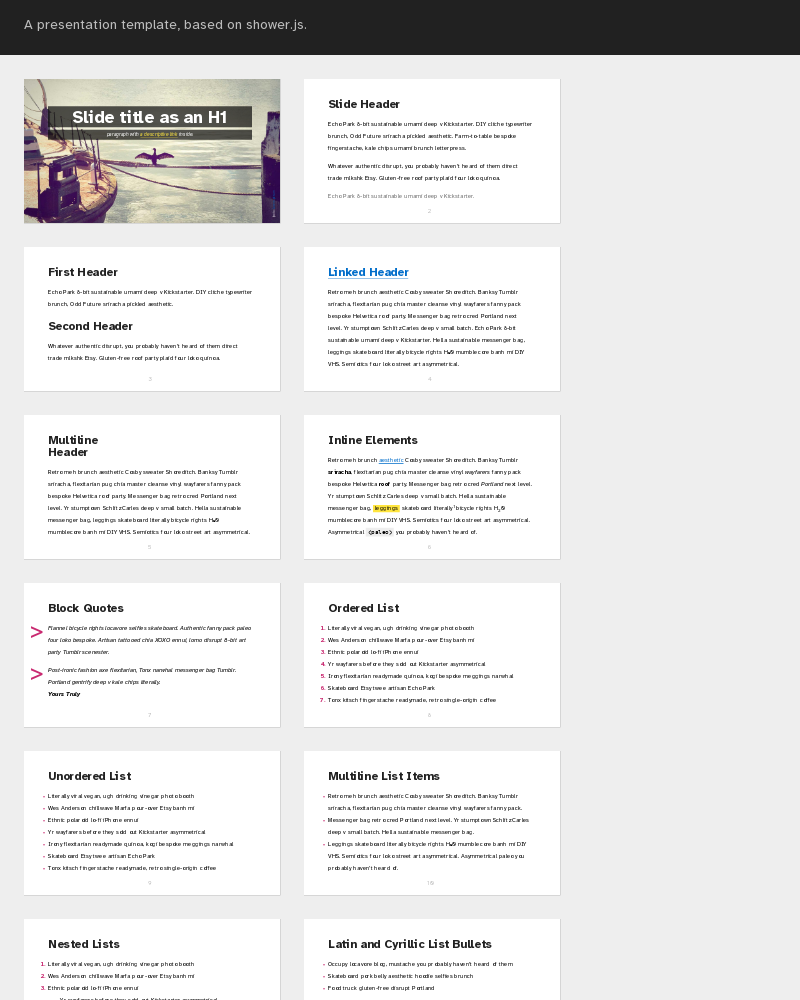 A presentation template, based on shower.js.
Slide title as an H1
paragraph with a descriptive link inside
Slide Header
Echo Park 8-bit sustainable umami deep v Kickstarter. DIY cliche typewriter
brunch. Odd Future sriracha pickled aesthetic. Farm-to-table bespoke
fingerstache, kale chips umami brunch letterpress.
Whatever authentic disrupt, you probably haven't heard of them direct
trade mlkshk Etsy. Gluten-free roof party plaid four loko quinoa.
Echo Park 8-bit sustainable umami deep v Kickstarter.
2
First Header
Echo Park 8-bit sustainable umami deep v Kickstarter. DIY cliche typewriter
brunch. Odd Future sriracha pickled aesthetic.
Second Header
Whatever authentic disrupt, you probably haven't heard of them direct
trade mlkshk Etsy. Gluten-free roof party plaid four loko quinoa.
3
Linked Header
Retro meh brunch aesthetic Cosby sweater Shoreditch. Banksy Tumblr
sriracha, flexitarian pug chia master cleanse vinyl wayfarers fanny pack
bespoke Helvetica roof party. Messenger bag retro cred Portland next
level. Yr stumptown Schlitz Carles deep v small batch. Echo Park 8-bit
sustainable umami deep v Kickstarter. Hella sustainable messenger bag,
leggings skateboard literally bicycle rights H2O mumblecore banh mi DIY
VHS. Semiotics four loko street art asymmetrical.
4
Multiline
Header
Retro meh brunch aesthetic Cosby sweater Shoreditch. Banksy Tumblr
sriracha, flexitarian pug chia master cleanse vinyl wayfarers fanny pack
bespoke Helvetica roof party. Messenger bag retro cred Portland next
level. Yr stumptown Schlitz Carles deep v small batch. Hella sustainable
messenger bag, leggings skateboard literally bicycle rights H2O
mumblecore banh mi DIY VHS. Semiotics four loko street art asymmetrical.
5
Inline Elements
Retro meh brunch aesthetic Cosby sweater Shoreditch. Banksy Tumblr
sriracha, flexitarian pug chia master cleanse vinyl wayfarers fanny pack
bespoke Helvetica roof party. Messenger bag retro cred Portland next level.
Yr stumptown Schlitz Carles deep v small batch. Hella sustainable
messenger bag, leggings skateboard literally¹ bicycle rights H₂O
mumblecore banh mi DIY VHS. Semiotics four loko street art asymmetrical.
Asymmetrical <paleo> you probably haven't heard of.
6
Block Quotes
> Flannel bicycle rights locavore selfies skateboard. Authentic fanny pack paleo
four loko bespoke. Artisan tattooed chia XOXO ennui, lomo disrupt 8-bit art
party Tumblr scenester.
> Post-ironic fashion axe flexitarian, Tonx narwhal messenger bag Tumblr.
Portland gentrify deep v kale chips literally.
Yours Truly
7
Ordered List
1. Literally viral vegan, ugh drinking vinegar photo booth
2. Wes Anderson chillwave Marfa pour-over Etsy banh mi
3. Ethnic polaroid lo-fi iPhone ennui
4. Yr wayfarers before they sold out Kickstarter asymmetrical
5. Irony flexitarian readymade quinoa, kogi bespoke meggings narwhal
6. Skateboard Etsy twee artisan Echo Park
7. Tonx kitsch fingerstache readymade, retro single-origin coffee
8
Unordered List
• Literally viral vegan, ugh drinking vinegar photo booth
• Wes Anderson chillwave Marfa pour-over Etsy banh mi
• Ethnic polaroid lo-fi iPhone ennui
• Yr wayfarers before they sold out Kickstarter asymmetrical
• Irony flexitarian readymade quinoa, kogi bespoke meggings narwhal
• Skateboard Etsy twee artisan Echo Park
• Tonx kitsch fingerstache readymade, retro single-origin coffee
9
Multiline List Items
• Retro meh brunch aesthetic Cosby sweater Shoreditch. Banksy Tumblr
sriracha, flexitarian pug chia master cleanse vinyl wayfarers fanny pack.
• Messenger bag retro cred Portland next level. Yr stumptown Schlitz Carles
deep v small batch. Hella sustainable messenger bag.
• Leggings skateboard literally bicycle rights H2O mumblecore banh mi DIY
VHS. Semiotics four loko street art asymmetrical. Asymmetrical paleo you
probably haven't heard of.
10
Nested Lists
1. Literally viral vegan, ugh drinking vinegar photo booth
2. Wes Anderson chillwave Marfa pour-over Etsy banh mi
3. Ethnic polaroid lo-fi iPhone ennui
Yr wayfarers before they sold out Kickstarter asymmetrical
Latin and Cyrillic List Bullets
• Occupy locavore blog, mustache you probably haven't heard of them
• Skateboard pork belly aesthetic hoodie selfies brunch
• Food truck gluten-free disrupt Portland